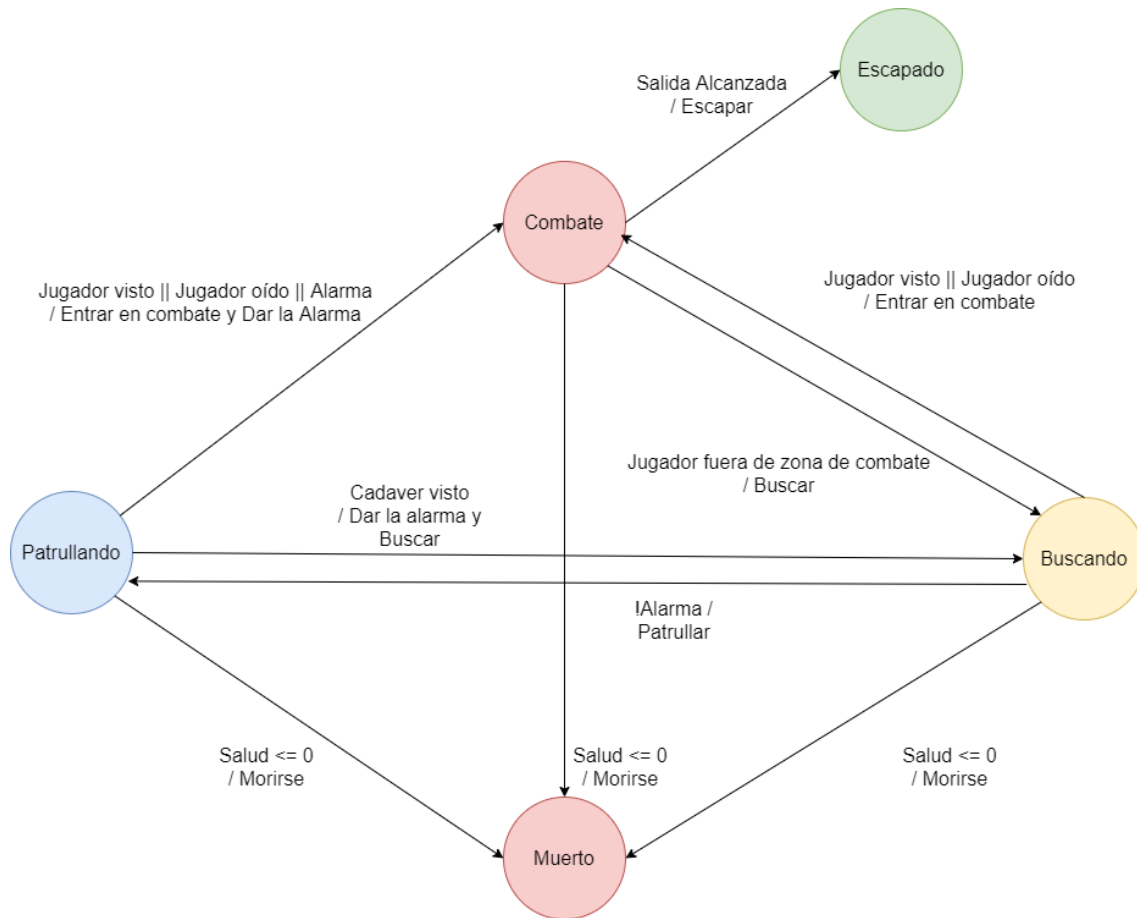 Escapado
Salida Alcanzada
/ Escapar
Combate
Jugador visto || Jugador oído || Alarma
/ Entrar en combate y Dar la Alarma
Jugador visto || Jugador oído
/ Entrar en combate
Jugador fuera de zona de combate
/ Buscar
Cadaver visto
/ Dar la alarma y
Buscar
Patrullando
Buscando
!Alarma /
Patrullar
Salud <= 0
/ Morirse
Salud <= 0
/ Morirse
Salud <= 0
/ Morirse
Muerto